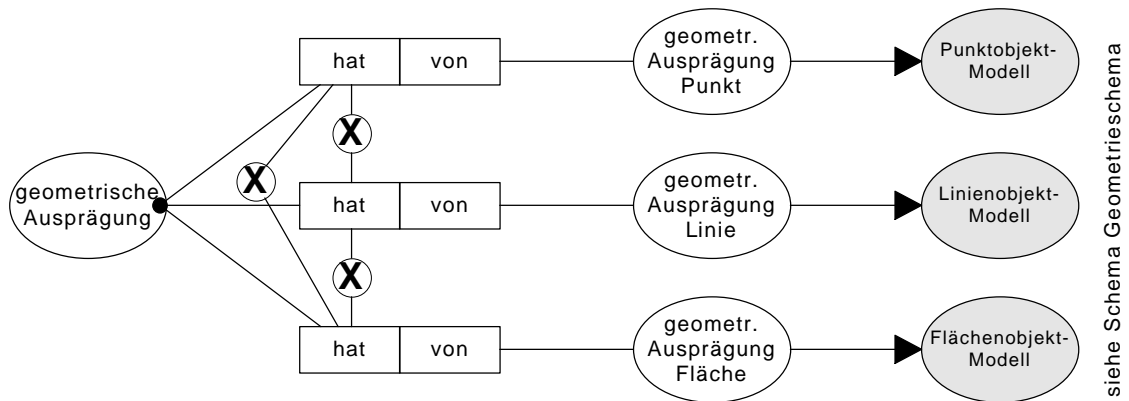 hat
von
geometr.
Ausprägung
Punkt
Punktobjekt-
Modell
X
X
geometrische
Ausprägung
hat
von
geometr.
Ausprägung
Linie
Linienobjekt-
Modell
X
hat
von
geometr.
Ausprägung
Fläche
Flächenobjekt-
Modell
siehe Schema Geometrieschema